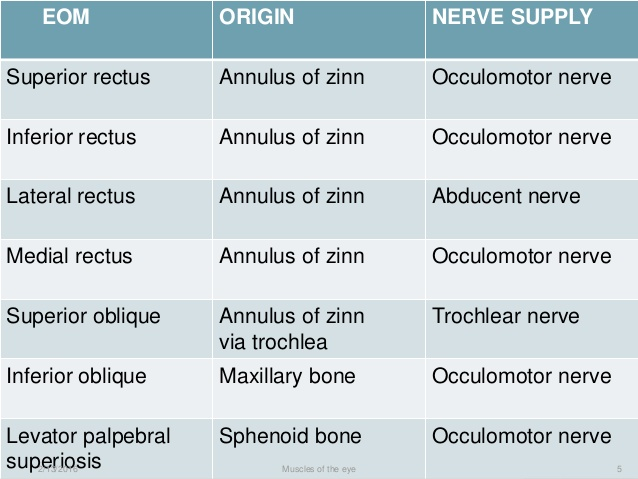 EOM ORIGIN NERVE SUPPLY
Superior rectus Annulus of zinn Occulomotor nerve
Inferior rectus Annulus of zinn Occulomotor nerve
Lateral rectus Annulus of zinn Abducent nerve
Medial rectus Annulus of zinn Occulomotor nerve
Superior oblique Annulus of zinn Trochlear nerve
via trochlea
Inferior oblique Maxillary bone Occulomotor nerve
Levator palpebral Sphenoid bone Occulomotor nerve
superiosis
Muscles of the eye 5